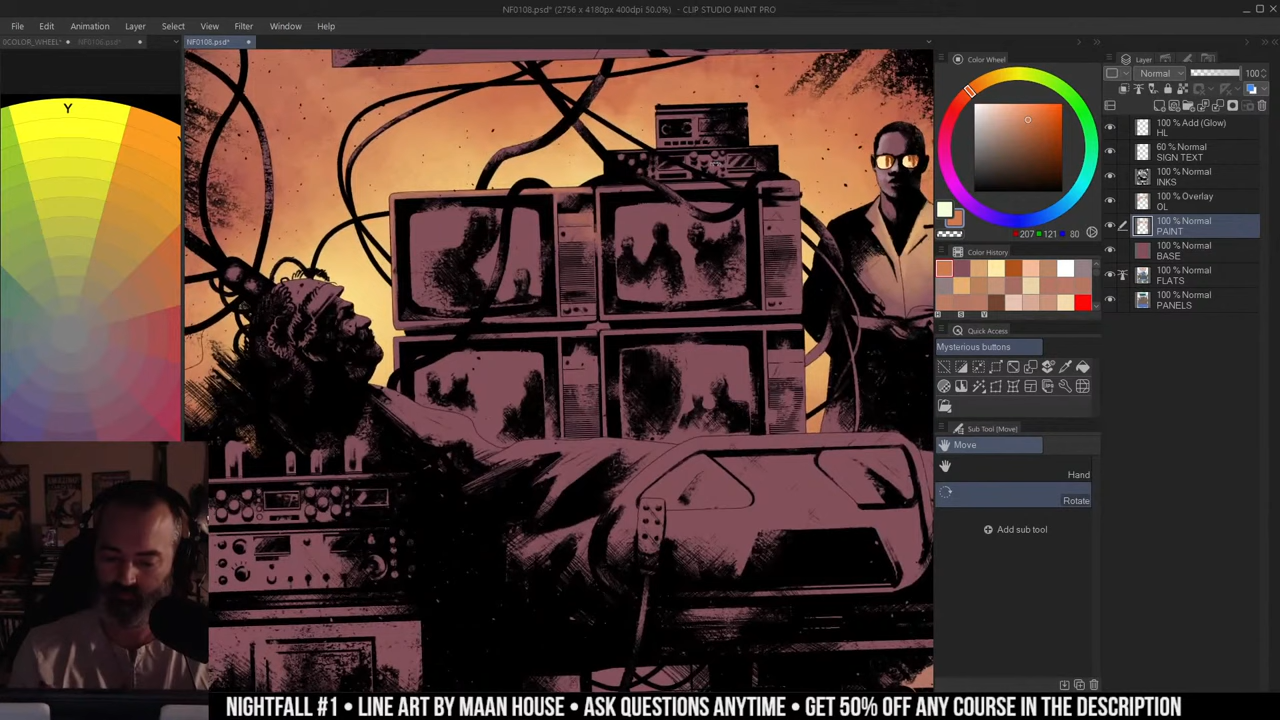 NF0108.psd* (2756 x 4180px 400dpi 50.0%) - CLIP STUDIO PAINT PRO
File Edit Animation Layer Select View Filter Window Help
0COLOR_WHEEL* NF0106.psd* NF0108.psd*
Y
Color Wheel
207 121 80
Color History
H S V
Quick Access
Mysterious buttons
Sub Tool (Move)
Move
Hand
Rotate
Add sub tool
Layer
Normal 100
100 % Add (Glow)
HL
60 % Normal
SIGN TEXT
100 % Normal
INKS
100 % Overlay
OL
100 % Normal
PAINT
100 % Normal
BASE
100 % Normal
FLATS
100 % Normal
PANELS
NIGHTFALL #1 • LINE ART BY MAAN HOUSE • ASK QUESTIONS ANYTIME • GET 50% OFF ANY COURSE IN THE DESCRIPTION